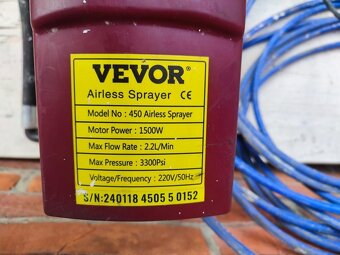 VEVOR®
Airless Sprayer CE
Model No : 450 Airless Sprayer
Motor Power : 1500W
Max Flow Rate : 2.2L/Min
Max Pressure : 3300Psi
Voltage/Frequency : 220V/50Hz
S/N:240118 4505 5 0152